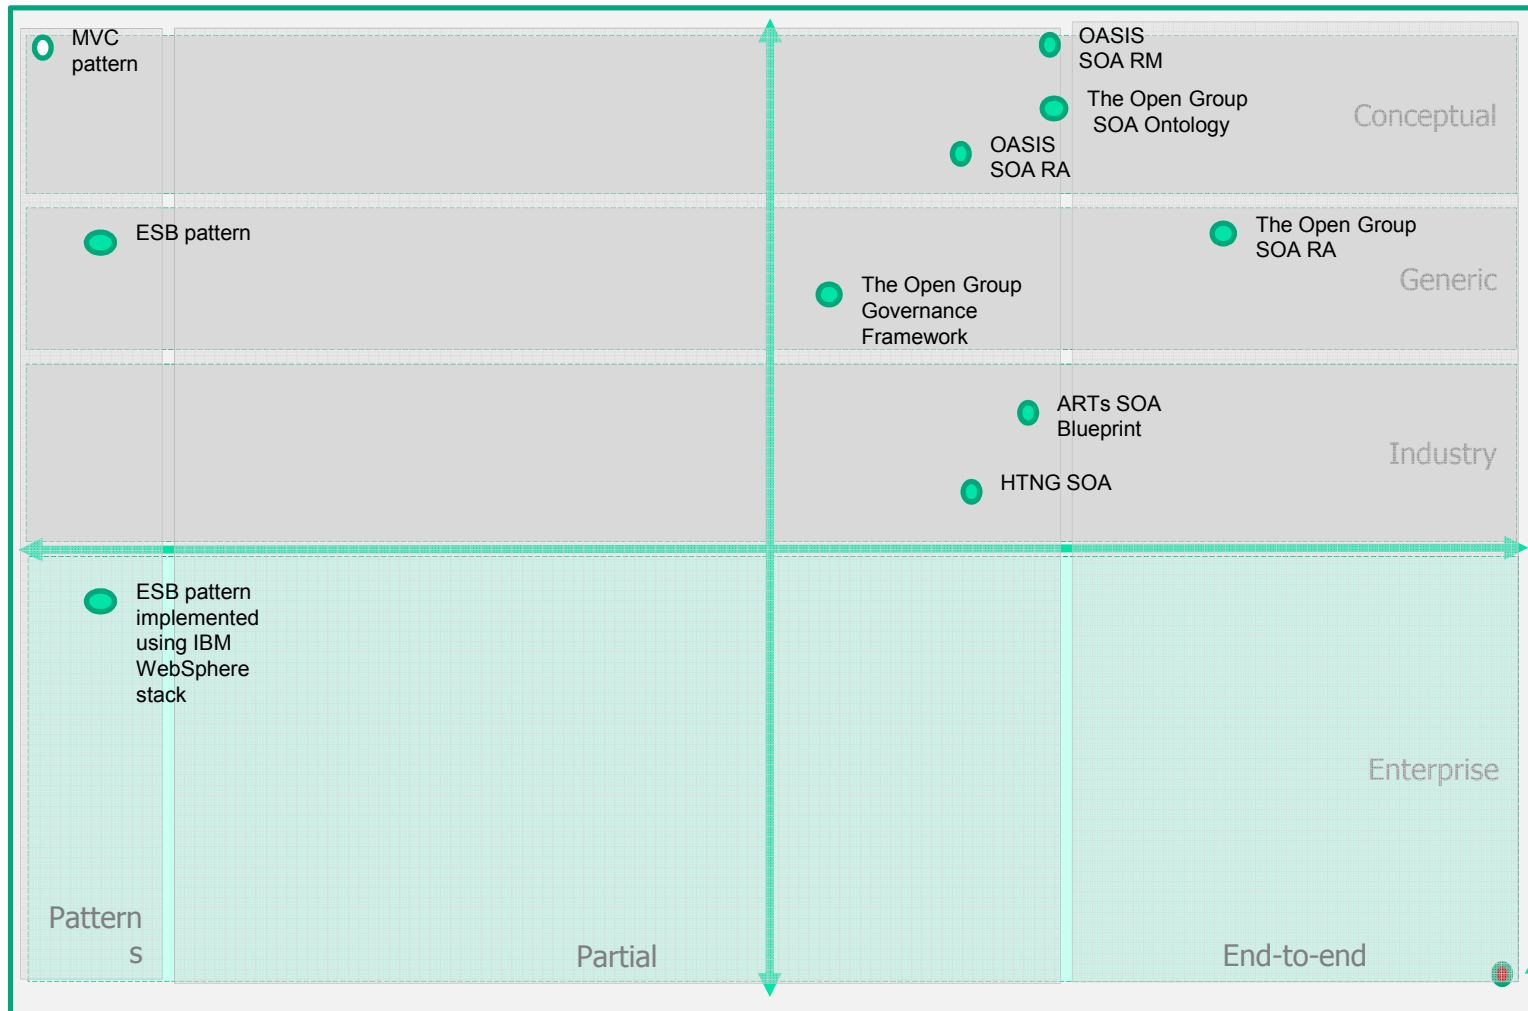 MVC
pattern
OASIS
SOA RM
The Open Group
SOA Ontology
Conceptual
OASIS
SOA RA
ESB pattern
The Open Group
SOA RA
Generic
The Open Group
Governance
Framework
ARTs SOA
Blueprint
Industry
HTNG SOA
ESB pattern
implemented
using IBM
WebSphere
stack
Enterprise
Pattern
s
Partial
End-to-end